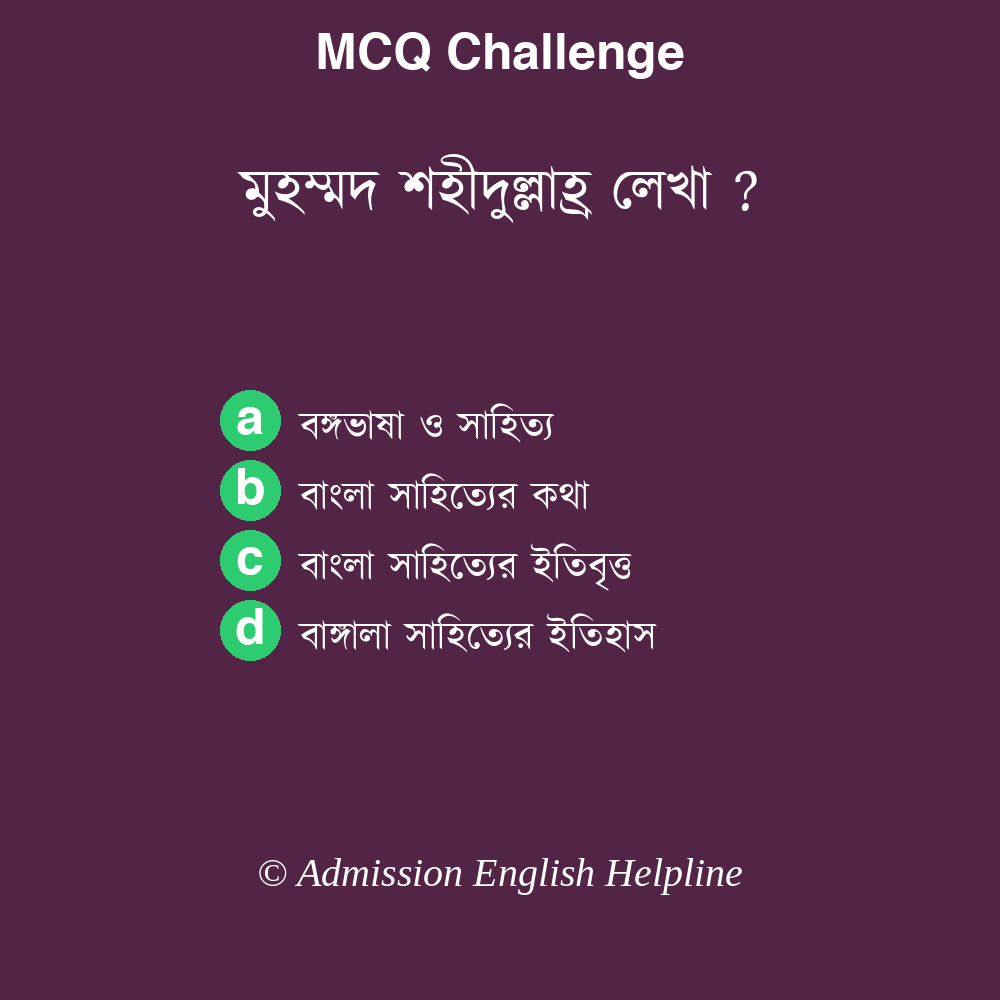 MCQ Challenge
মুহম্মদ শহীদুল্লাহ্র লেখা ?
a বঙ্গভাষা ও সাহিত্য
b বাংলা সাহিত্যের কথা
c বাংলা সাহিত্যের ইতিবৃত্ত
d বাঙ্গালা সাহিত্যের ইতিহাস
© Admission English Helpline